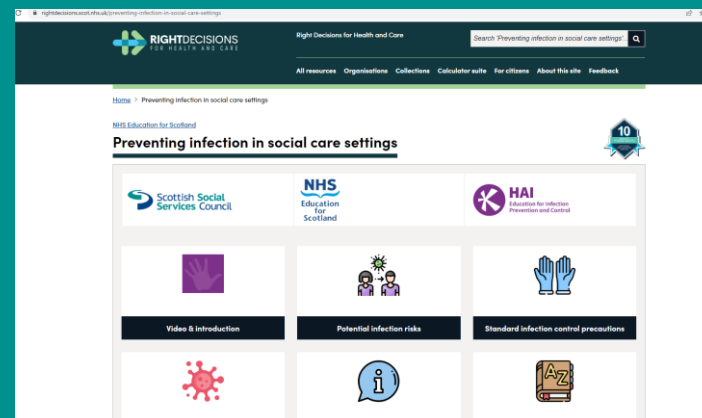 rightdecisions.scot.nhs.uk/preventing-infection-in-social-care-settings
RIGHTDECISIONS
FOR HEALTH AND CARE
Right Decisions for Health and Care
Search 'Preventing infection in social care settings'.
All resources Organisations Collections Calculator suite For citizens About this site Feedback
Home > Preventing infection in social care settings
NHS Education for Scotland
Preventing infection in social care settings
10
Scottish Social
Services Council
NHS
Education
for
Scotland
HAI
Education for Infection
Prevention and Control
Video & Introduction
Potential infection risks
Standard infection control precautions
i
AZ